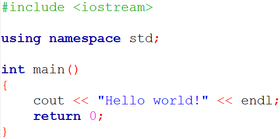 #include <iostream>
using namespace std;
int main()
{
    cout << "Hello world!" << endl;
    return 0;
}